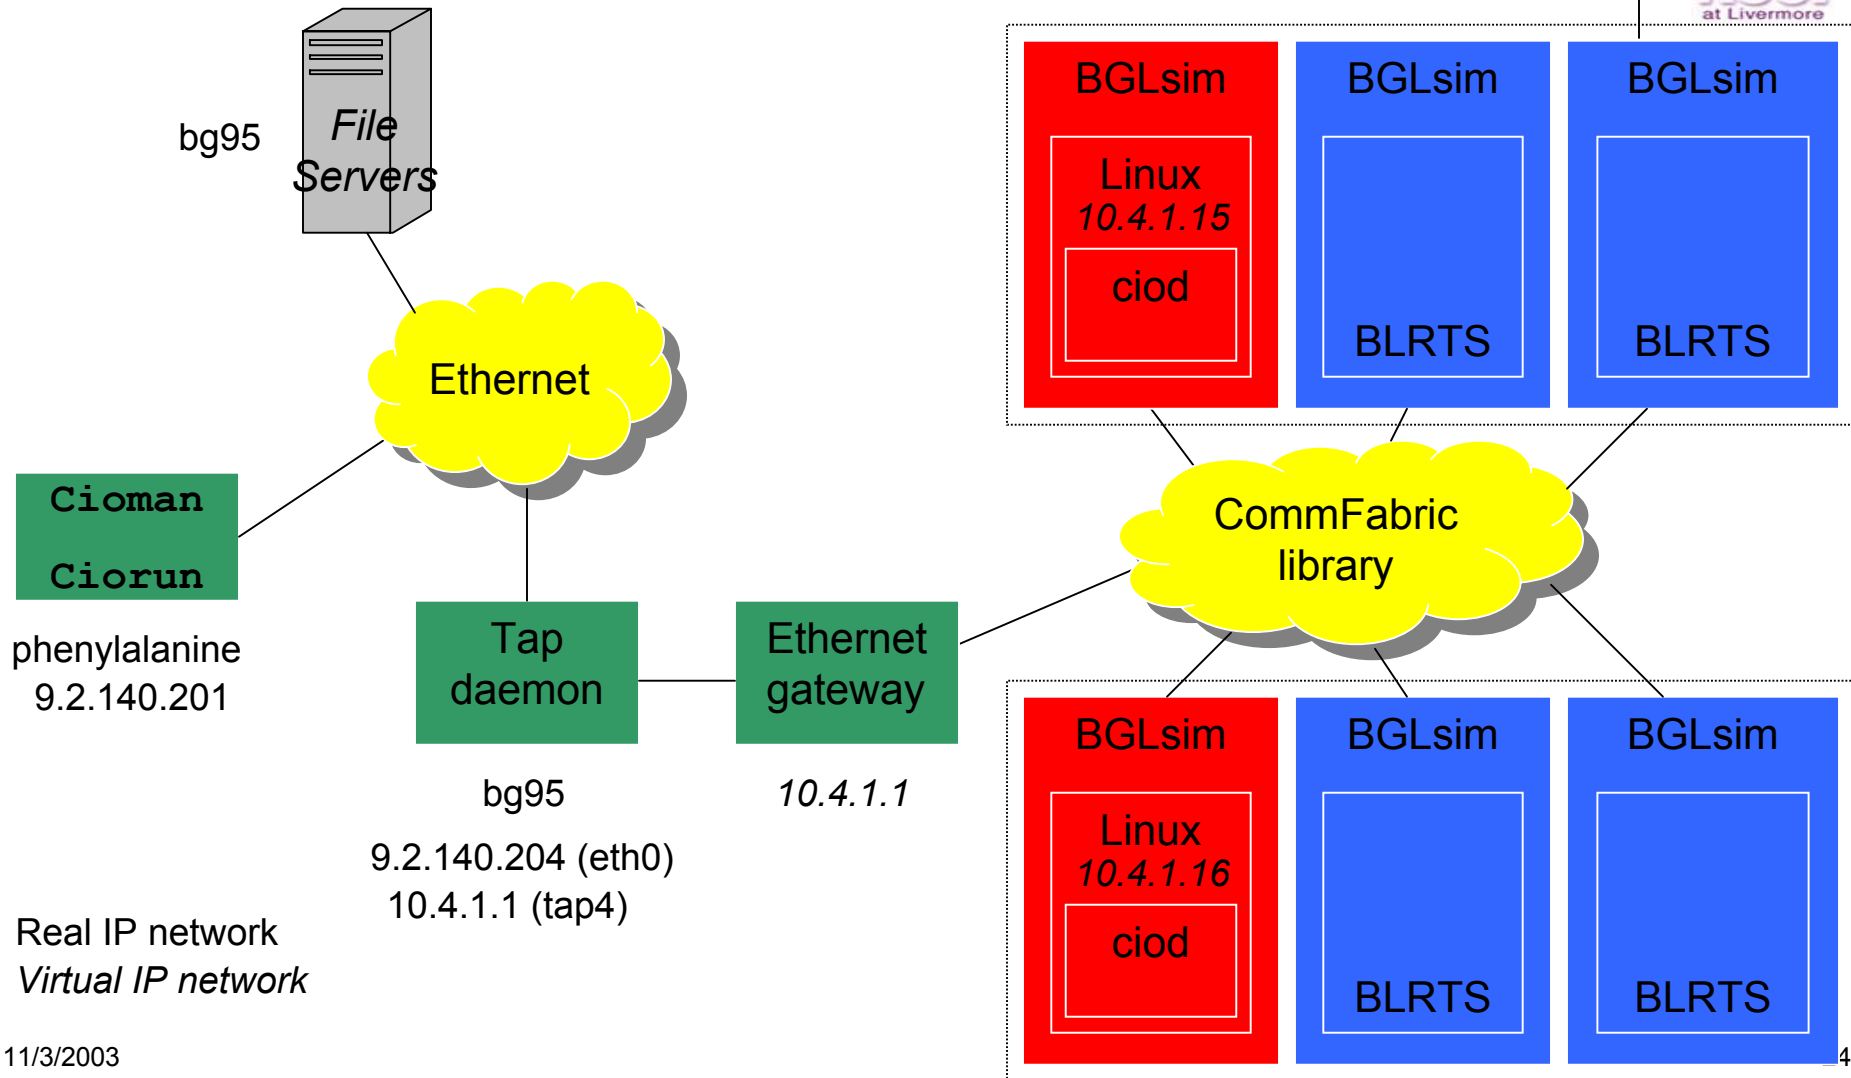 at Livermore
bg95
File
Servers
Ethernet
Cioman
Ciorun
phenylalanine
9.2.140.201
Tap
daemon
bg95
9.2.140.204 (eth0)
10.4.1.1 (tap4)
Ethernet
gateway
10.4.1.1
CommFabric
library
BGLsim
Linux
10.4.1.15
ciod
BGLsim
BLRTS
BGLsim
BLRTS
BGLsim
Linux
10.4.1.16
ciod
BGLsim
BLRTS
BGLsim
BLRTS
Real IP network
Virtual IP network
11/3/2003